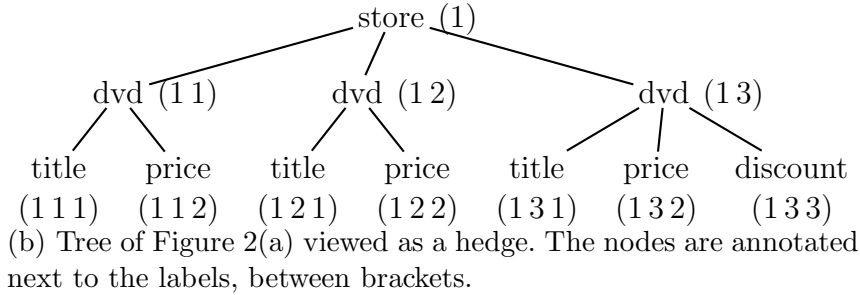 store (1)
dvd (1 1) dvd (1 2) dvd (1 3)
title price title price title price discount
(1 1 1) (1 1 2) (1 2 1) (1 2 2) (1 3 1) (1 3 2) (1 3 3)
(b) Tree of Figure 2(a) viewed as a hedge. The nodes are annotated
next to the labels, between brackets.